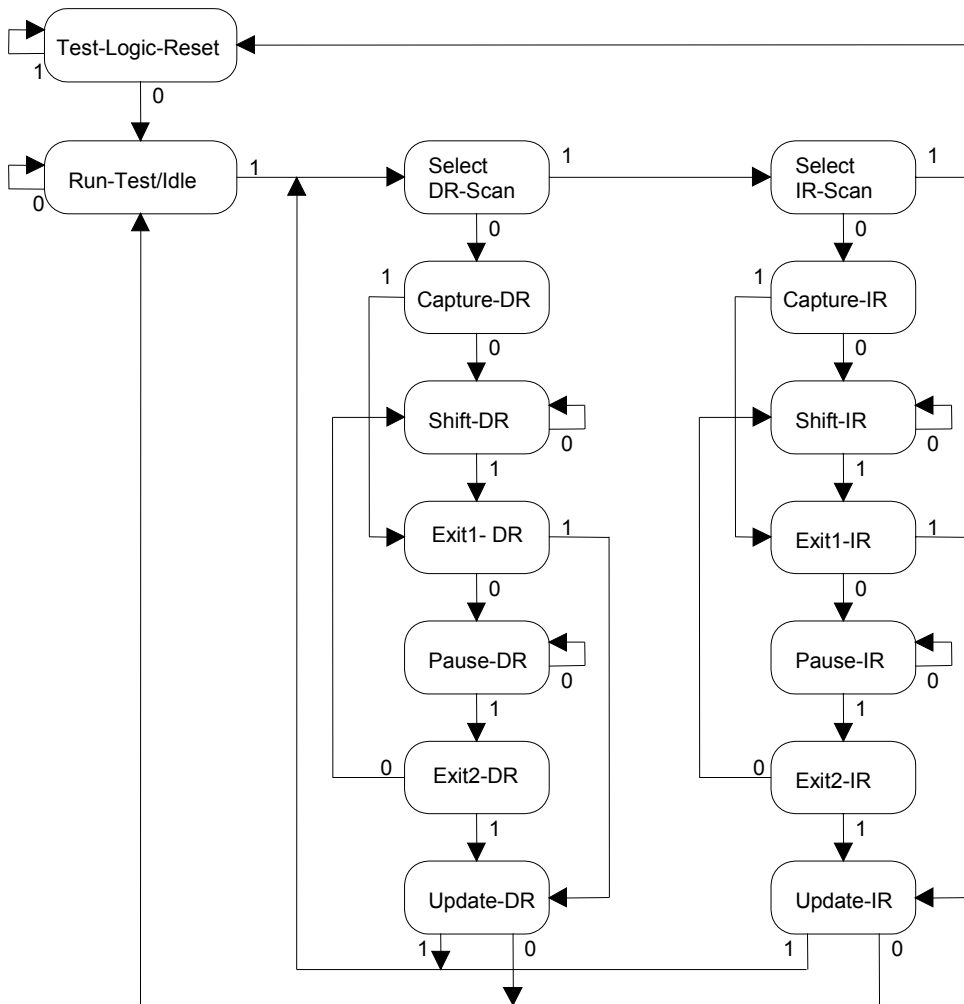 Test-Logic-Reset
1
0
Run-Test/Idle
1
0
Select
DR-Scan
1
0
Select
IR-Scan
1
0
1
Capture-DR
0
1
Capture-IR
0
Shift-DR
0
1
Shift-IR
0
1
Exit1- DR
1
0
Exit1-IR
1
0
Pause-DR
0
1
Pause-IR
0
1
0
Exit2-DR
1
0
Exit2-IR
1
Update-DR
1
0
Update-IR
1
0